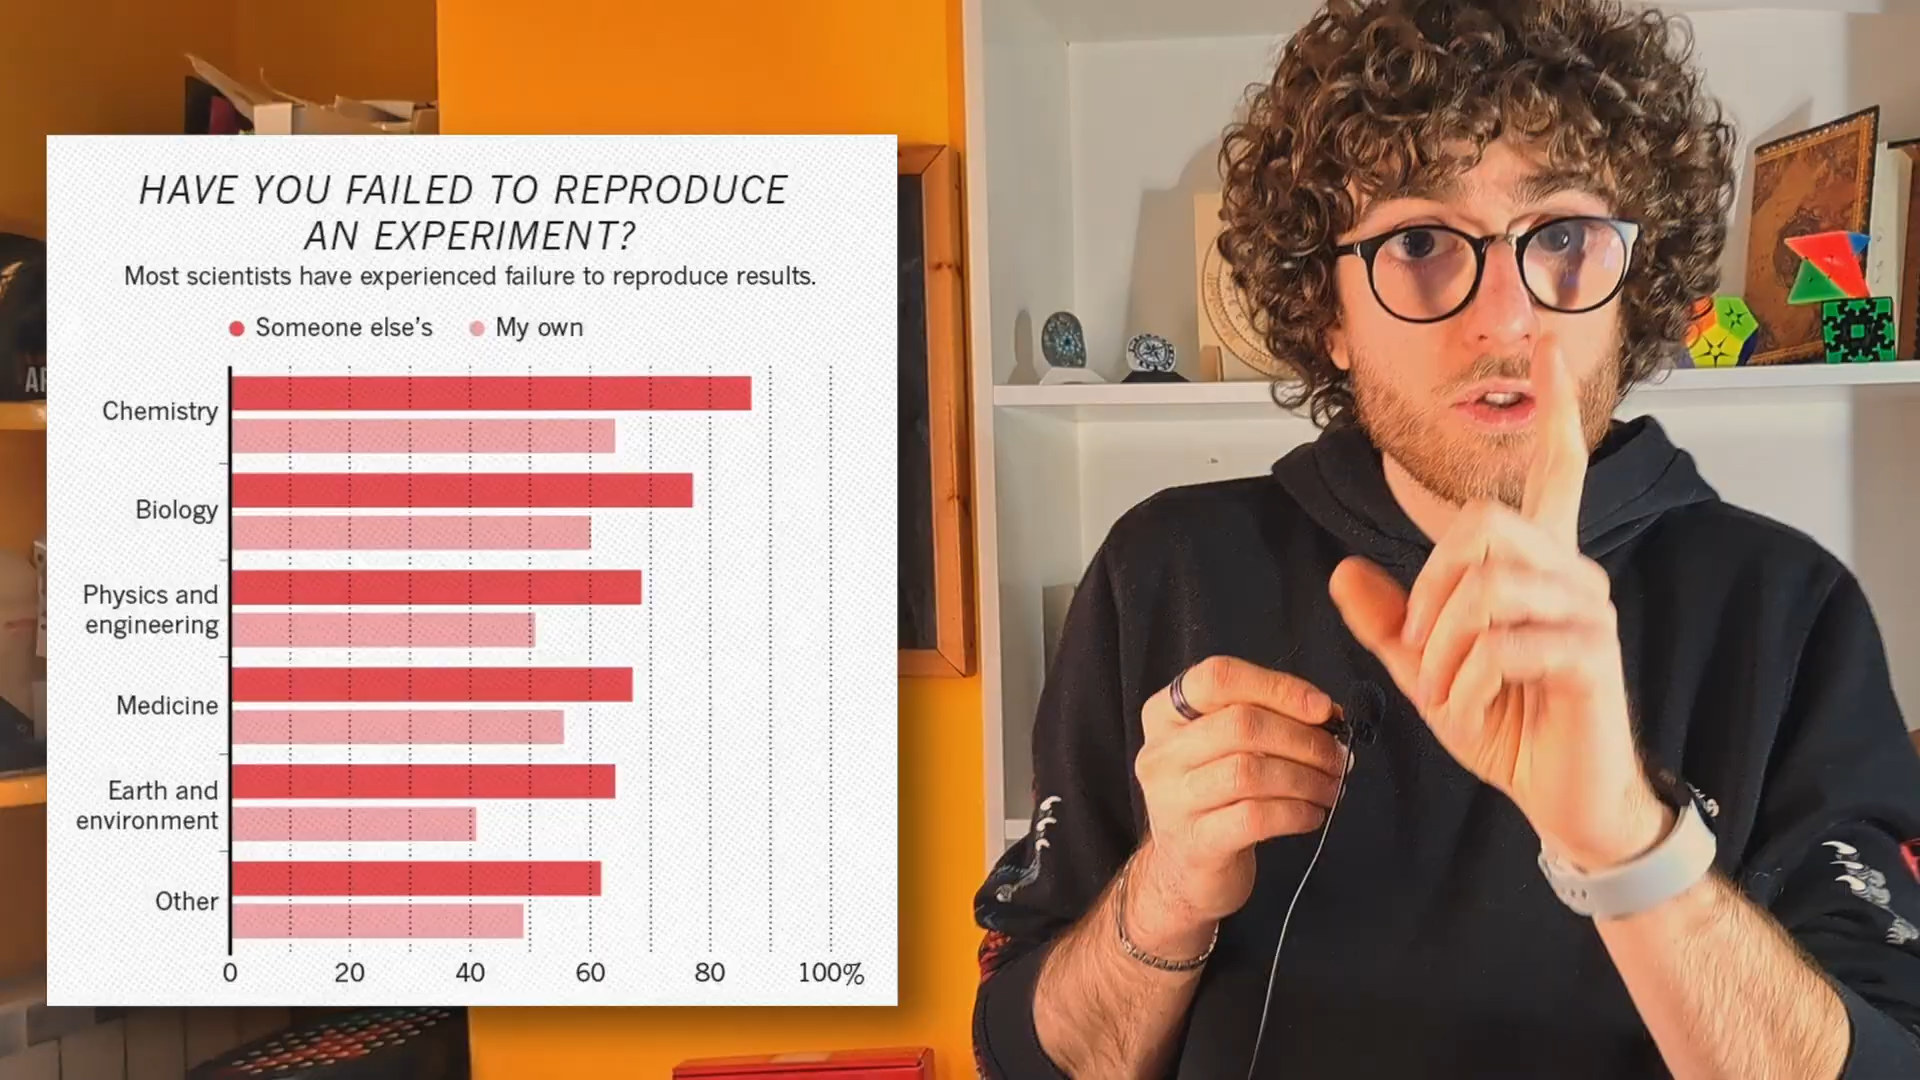 HAVE YOU FAILED TO REPRODUCE
AN EXPERIMENT?
Most scientists have experienced failure to reproduce results.
Someone else's
My own
Chemistry
Biology
Physics and
engineering
Medicine
Earth and
environment
Other
0 20 40 60 80 100%